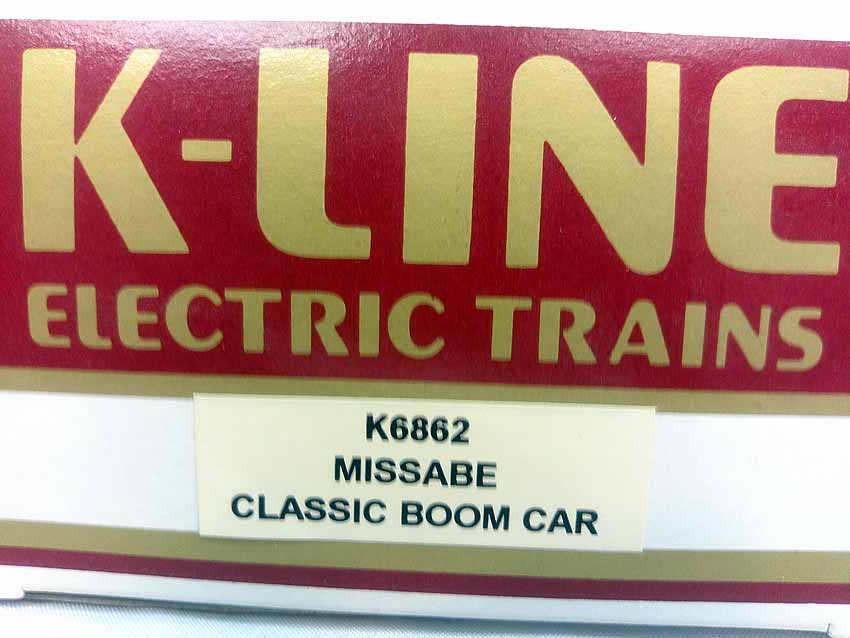 K-LINE
ELECTRIC TRAINS
K6862
MISSABE
CLASSIC BOOM CAR